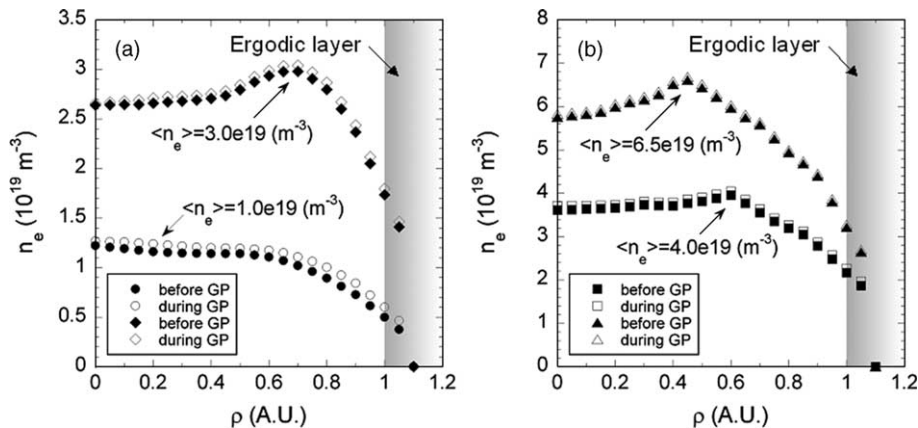 (a)
Ergodic layer
<n_e>=3.0e19 (m⁻³)
<n_e>=1.0e19 (m⁻³)
before GP
during GP
before GP
during GP
n_e (10¹⁹ m⁻³)
3.5
3
2.5
2
1.5
1
0.5
0
0 0.2 0.4 0.6 0.8 1 1.2
ρ (A.U.)
(b)
Ergodic layer
<n_e>=6.5e19 (m⁻³)
<n_e>=4.0e19 (m⁻³)
before GP
during GP
before GP
during GP
n_e (10¹⁹ m⁻³)
8
7
6
5
4
3
2
1
0
0 0.2 0.4 0.6 0.8 1 1.2
ρ (A.U.)